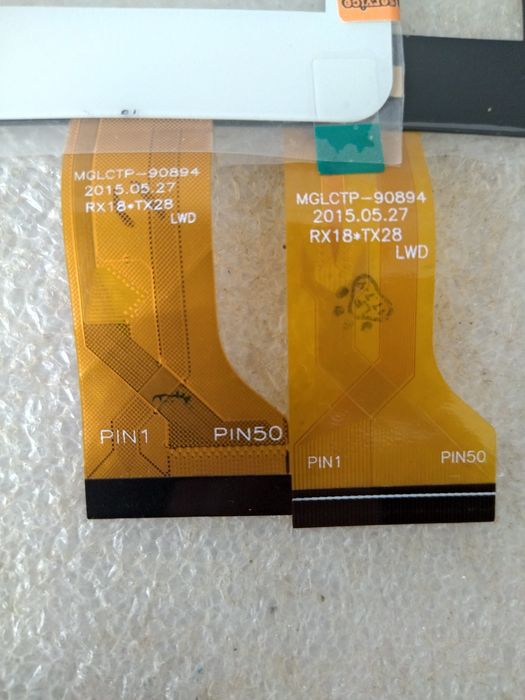 service
MGLCTP-90894
2015.05.27
RX18*TX28
LWD
PIN1
PIN50
MGLCTP-90894
2015.05.27
RX18*TX28
LWD
PIN1
PIN50